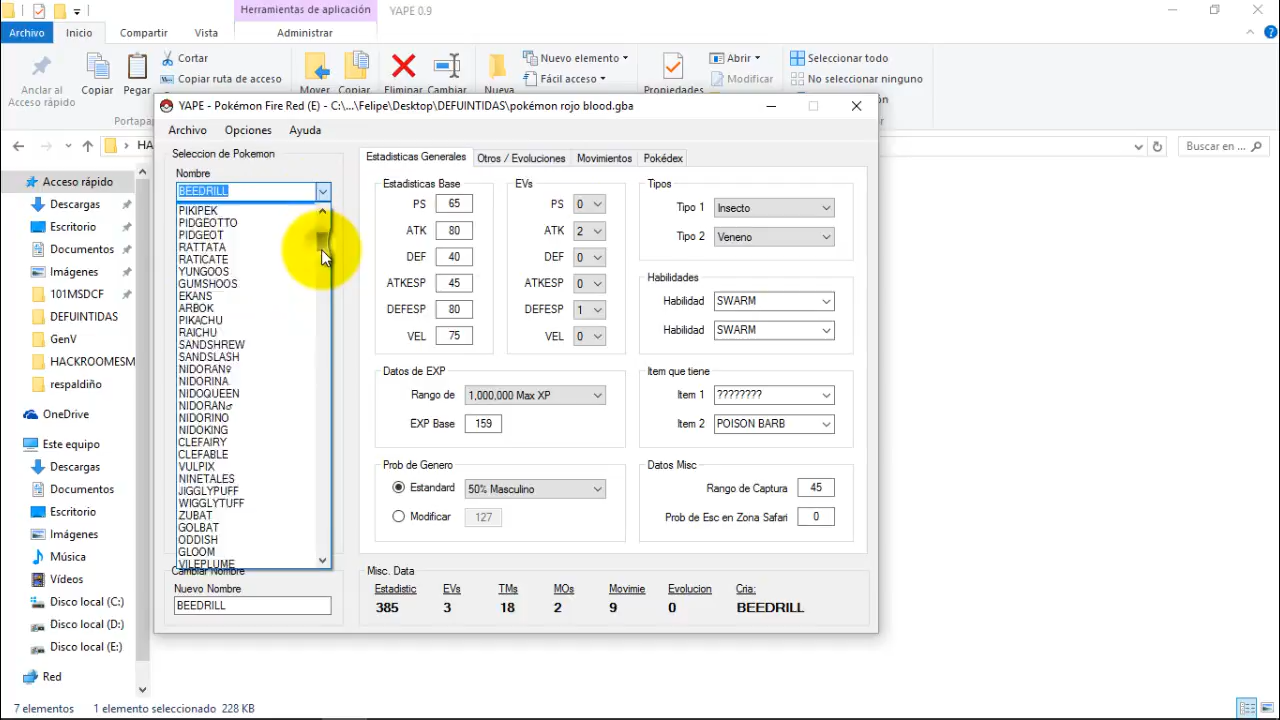 Herramientas de aplicación
YAPE 0.9
Archivo
Inicio
Compartir
Vista
Administrar
Anclar al
Acceso rápido
Copiar
Pegar
Cortar
Copiar ruta de acceso
Mover
Copiar
Eliminar
Cambiar
Nuevo elemento
Fácil acceso
Propiedades
Abrir
Modificar
Seleccionar todo
No seleccionar ninguno
Portapa
HA
Buscar en ...
Acceso rápido
Descargas
Escritorio
Documentos
Imágenes
101MSDCF
DEFUINTIDAS
GenV
HACKROOMESM
respaldiño
OneDrive
Este equipo
Descargas
Documentos
Escritorio
Imágenes
Música
Vídeos
Disco local (C:)
Disco local (D:)
Disco local (E:)
Red
7 elementos
1 elemento seleccionado 228 KB
YAPE - Pokémon Fire Red (E) - C:\...\Felipe\Desktop\DEFUINTIDAS\pokémon rojo blood.gba
Archivo
Opciones
Ayuda
Seleccion de Pokemon
Nombre
BEEDRILL
PIKIPEK
PIDGEOTTO
PIDGEOT
RATTATA
RATICATE
YUNGOOS
GUMSHOOS
EKANS
ARBOK
PIKACHU
RAICHU
SANDSHREW
SANDSLASH
NIDORAN♀
NIDORINA
NIDOQUEEN
NIDORAN♂
NIDORINO
NIDOKING
CLEFAIRY
CLEFABLE
VULPIX
NINETALES
JIGGLYPUFF
WIGGLYTUFF
ZUBAT
GOLBAT
ODDISH
GLOOM
VILEPLUME
Cambiar Nombre
Nuevo Nombre
BEEDRILL
Estadisticas Generales
Otros / Evoluciones
Movimientos
Pokédex
Estadisticas Base
PS 65
ATK 80
DEF 40
ATKESP 45
DEFESP 80
VEL 75
EVs
PS 0
ATK 2
DEF 0
ATKESP 0
DEFESP 1
VEL 0
Tipos
Tipo 1 Insecto
Tipo 2 Veneno
Habilidades
Habilidad SWARM
Habilidad SWARM
Datos de EXP
Rango de 1,000,000 Max XP
EXP Base 159
Item que tiene
Item 1 ????????
Item 2 POISON BARB
Prob de Genero
Estandard 50% Masculino
Modificar 127
Datos Misc
Rango de Captura 45
Prob de Esc en Zona Safari 0
Misc. Data
Estadistic EVs TMs MOs Movimie Evolucion Cria:
385 3 18 2 9 0 BEEDRILL